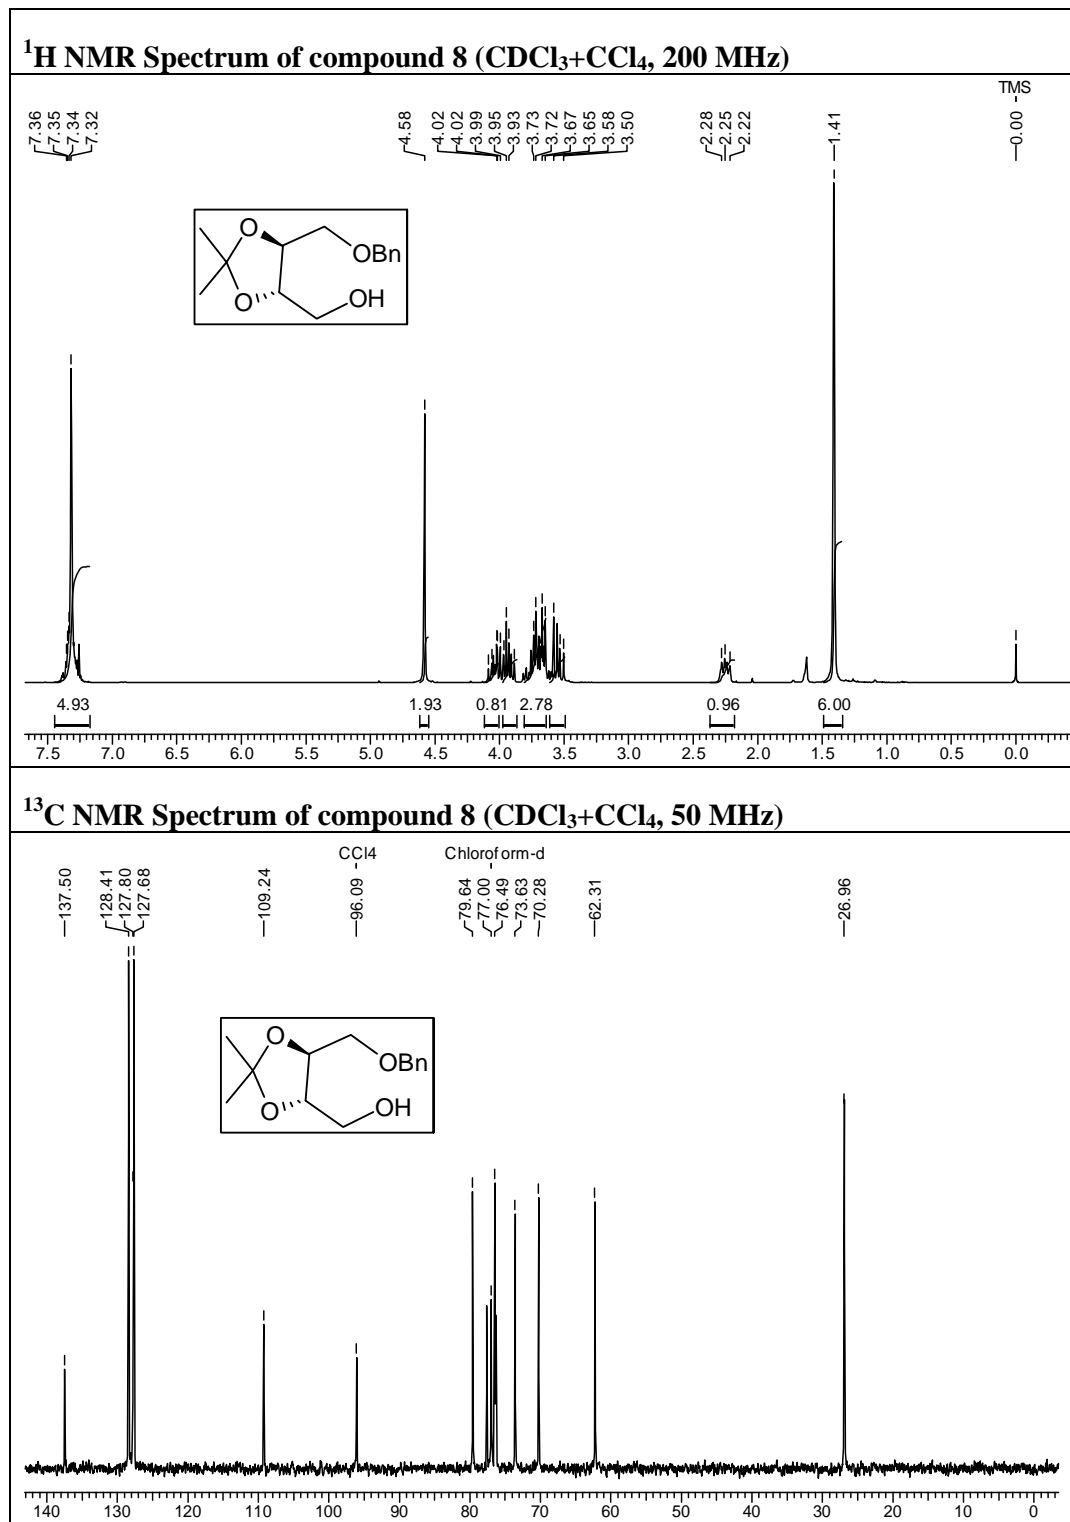 ¹H NMR Spectrum of compound 8 (CDCl₃+CCl₄, 200 MHz)
TMS
7.36
7.35
7.34
7.32
4.58
4.02
4.02
3.99
3.95
3.93
3.73
3.72
3.67
3.65
3.58
3.50
2.28
2.25
2.22
1.41
0.00
O
OBn
O
OH
4.93 1.93 0.81 2.78 0.96 6.00
7.5 7.0 6.5 6.0 5.5 5.0 4.5 4.0 3.5 3.0 2.5 2.0 1.5 1.0 0.5 0.0
¹³C NMR Spectrum of compound 8 (CDCl₃+CCl₄, 50 MHz)
CCl4 Chloroform-d
137.50
128.41
127.80
127.68
109.24
96.09
79.64
77.00
76.49
73.63
70.28
62.31
26.96
O
OBn
O
OH
140 130 120 110 100 90 80 70 60 50 40 30 20 10 0